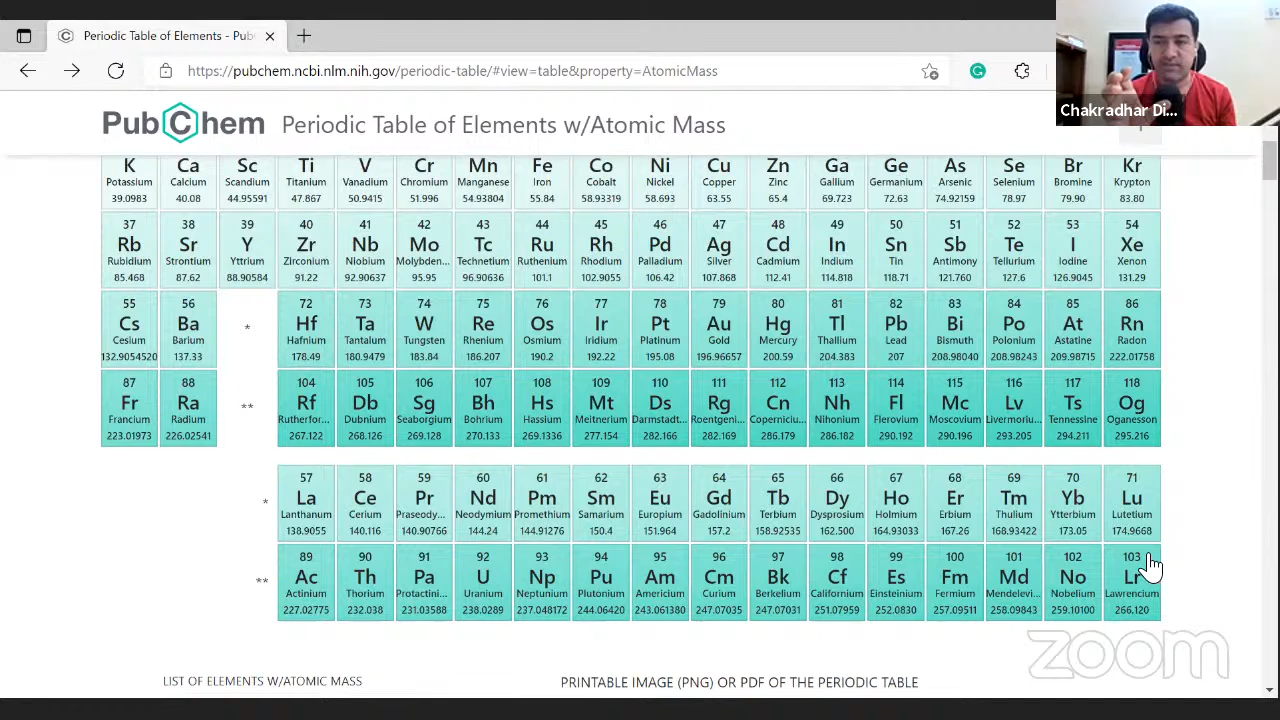 Periodic Table of Elements - Pub
https://pubchem.ncbi.nlm.nih.gov/periodic-table/#view=table&property=AtomicMass
Chakradhar Di...
PubChem Periodic Table of Elements w/Atomic Mass
K Ca Sc Ti V Cr Mn Fe Co Ni Cu Zn Ga Ge As Se Br Kr
Potassium Calcium Scandium Titanium Vanadium Chromium Manganese Iron Cobalt Nickel Copper Zinc Gallium Germanium Arsenic Selenium Bromine Krypton
39.0983 40.08 44.95591 47.867 50.9415 51.996 54.93804 55.84 58.93319 58.693 63.55 65.4 69.723 72.63 74.92159 78.97 79.90 83.80
37 38 39 40 41 42 43 44 45 46 47 48 49 50 51 52 53 54
Rb Sr Y Zr Nb Mo Tc Ru Rh Pd Ag Cd In Sn Sb Te I Xe
Rubidium Strontium Yttrium Zirconium Niobium Molybden... Technetium Ruthenium Rhodium Palladium Silver Cadmium Indium Tin Antimony Tellurium Iodine Xenon
85.468 87.62 88.90584 91.22 92.90637 95.95 96.90636 101.1 102.9055 106.42 107.868 112.41 114.818 118.71 121.760 127.6 126.9045 131.29
55 56 72 73 74 75 76 77 78 79 80 81 82 83 84 85 86
Cs Ba * Hf Ta W Re Os Ir Pt Au Hg Tl Pb Bi Po At Rn
Cesium Barium Hafnium Tantalum Tungsten Rhenium Osmium Iridium Platinum Gold Mercury Thallium Lead Bismuth Polonium Astatine Radon
132.9054520 137.33 178.49 180.9479 183.84 186.207 190.2 192.22 195.08 196.96657 200.59 204.383 207 208.98040 208.98243 209.98715 222.01758
87 88 104 105 106 107 108 109 110 111 112 113 114 115 116 117 118
Fr Ra ** Rf Db Sg Bh Hs Mt Ds Rg Cn Nh Fl Mc Lv Ts Og
Francium Radium Rutherfor... Dubnium Seaborgium Bohrium Hassium Meitnerium Darmstadt... Roentgeni... Coperniciu... Nihonium Flerovium Moscovium Livermoriu... Tennessine Oganesson
223.01973 226.02541 267.122 268.126 269.128 270.133 269.1336 277.154 282.166 282.169 286.179 286.182 290.192 290.196 293.205 294.211 295.216
57 58 59 60 61 62 63 64 65 66 67 68 69 70 71
* La Ce Pr Nd Pm Sm Eu Gd Tb Dy Ho Er Tm Yb Lu
Lanthanum Cerium Praseody... Neodymium Promethium Samarium Europium Gadolinium Terbium Dysprosium Holmium Erbium Thulium Ytterbium Lutetium
138.9055 140.116 140.90766 144.24 144.91276 150.4 151.964 157.2 158.92535 162.500 164.93033 167.26 168.93422 173.05 174.9668
89 90 91 92 93 94 95 96 97 98 99 100 101 102 103
** Ac Th Pa U Np Pu Am Cm Bk Cf Es Fm Md No Lr
Actinium Thorium Protactini... Uranium Neptunium Plutonium Americium Curium Berkelium Californium Einsteinium Fermium Mendelevi... Nobelium Lawrencium
227.02775 232.038 231.03588 238.0289 237.048172 244.06420 243.061380 247.07035 247.07031 251.07959 252.0830 257.09511 258.09843 259.10100 266.120
zoom
LIST OF ELEMENTS W/ATOMIC MASS
PRINTABLE IMAGE (PNG) OR PDF OF THE PERIODIC TABLE